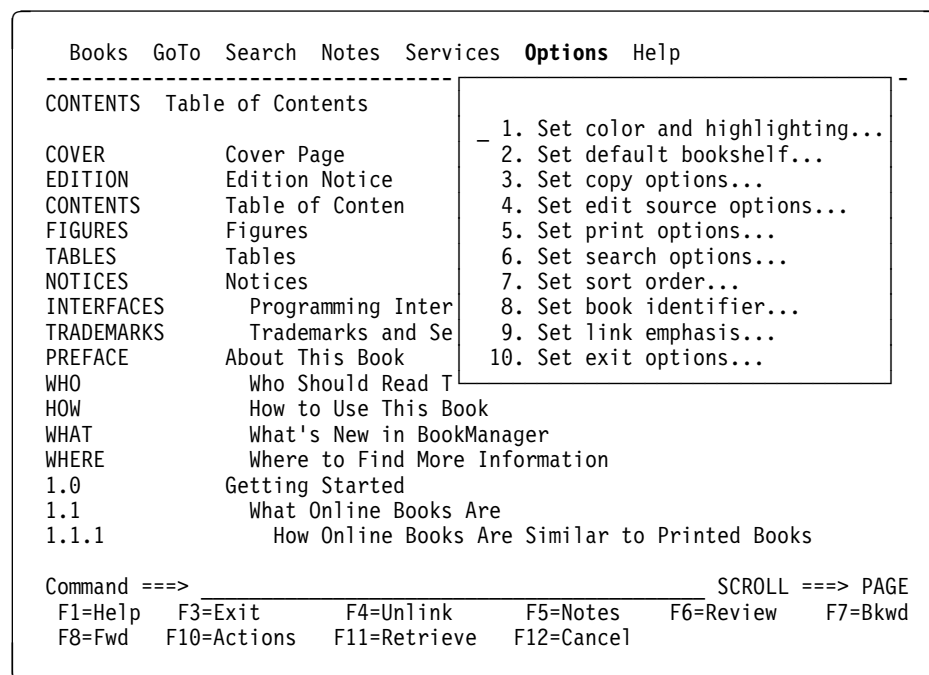 Books GoTo Search Notes Services Options Help
CONTENTS Table of Contents
_ 1. Set color and highlighting...
COVER Cover Page 2. Set default bookshelf...
EDITION Edition Notice 3. Set copy options...
CONTENTS Table of Conten 4. Set edit source options...
FIGURES Figures 5. Set print options...
TABLES Tables 6. Set search options...
NOTICES Notices 7. Set sort order...
INTERFACES Programming Inter 8. Set book identifier...
TRADEMARKS Trademarks and Se 9. Set link emphasis...
PREFACE About This Book 10. Set exit options...
WHO Who Should Read T
HOW How to Use This Book
WHAT What's New in BookManager
WHERE Where to Find More Information
1.0 Getting Started
1.1 What Online Books Are
1.1.1 How Online Books Are Similar to Printed Books
Command ===> SCROLL ===> PAGE
F1=Help F3=Exit F4=Unlink F5=Notes F6=Review F7=Bkwd
F8=Fwd F10=Actions F11=Retrieve F12=Cancel